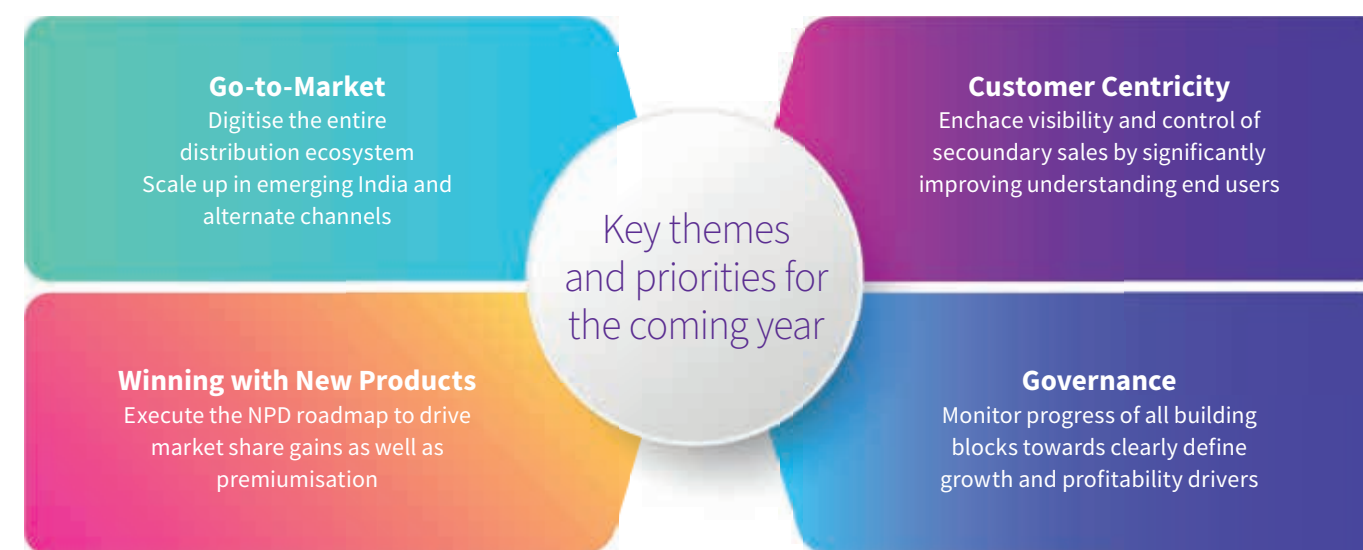 Go-to-Market
Digitise the entire
distribution ecosystem
Scale up in emerging India and
alternate channels
Customer Centricity
Enchace visibility and control of
secoundary sales by significantly
improving understanding end users
Key themes
and priorities for
the coming year
Winning with New Products
Execute the NPD roadmap to drive
market share gains as well as
premiumisation
Governance
Monitor progress of all building
blocks towards clearly define
growth and profitability drivers